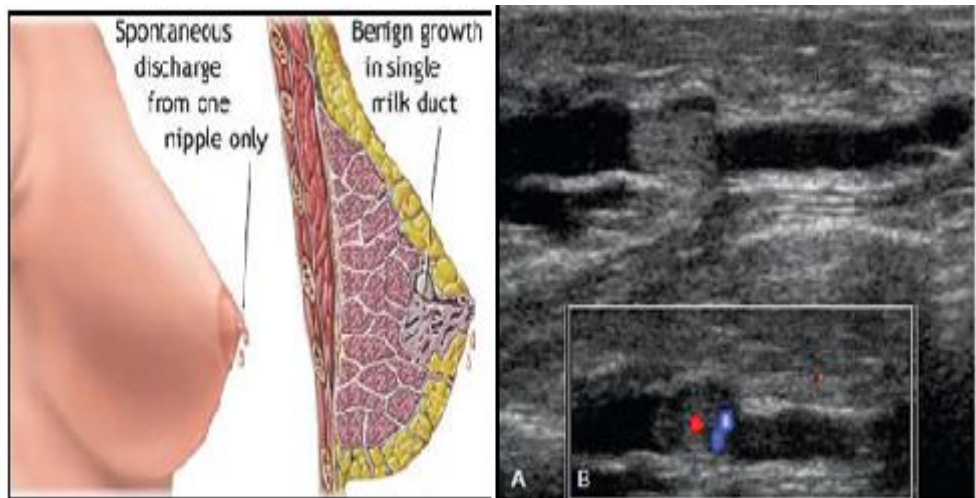 Spontaneous
discharge
from one
nipple only
Benign growth
in single
milk duct
A
B